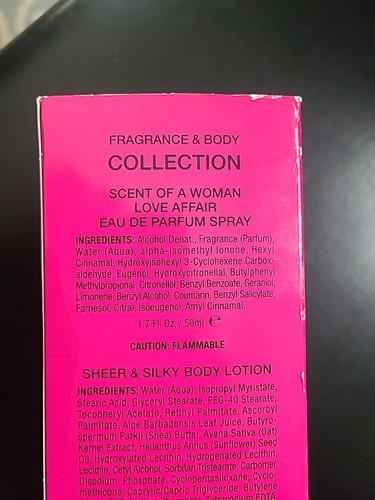 FRAGRANCE & BODY
COLLECTION
SCENT OF A WOMAN
LOVE AFFAIR
EAU DE PARFUM SPRAY
INGREDIENTS: Alcohol Denat., Fragrance (Parfum),
Water (Aqua), alpha-Isomethyl Ionone, Hexyl
Cinnamal, Hydroxyisohexyl 3-Cyclohexene Carbox-
aldehyde, Eugenol, Hydroxycitronellal, Butylphenyl
Methylpropional, Citronellol, Benzyl Benzoate, Geraniol,
Limonene, Benzyl Alcohol, Coumarin, Benzyl Salicylate,
Farnesol, Citral, Isoeugenol, Amyl Cinnamal.
1.7 Fl. Oz. / 50ml ℮
CAUTION: FLAMMABLE
SHEER & SILKY BODY LOTION
INGREDIENTS: Water (Aqua), Isopropyl Myristate,
Stearic Acid, Glyceryl Stearate, PEG-40 Stearate,
Tocopheryl Acetate, Retinyl Palmitate, Ascorbyl
Palmitate, Aloe Barbadensis Leaf Juice, Butyro-
spermum Parkii (Shea) Butter, Avena Sativa (Oat)
Kernel Extract, Helianthus Annus (Sunflower) Seed
Oil, Hydroxylated Lecithin, Hydrogenated Lecithin,
Lecithin, Cetyl Alcohol, Sorbitan Tristearate, Carbomer,
Disodium Phosphate, Cyclopentasiloxane, Cyclo-
methicone, Caprylic/Capric Triglyceride, Butylene
Tetrasodium EDTA,